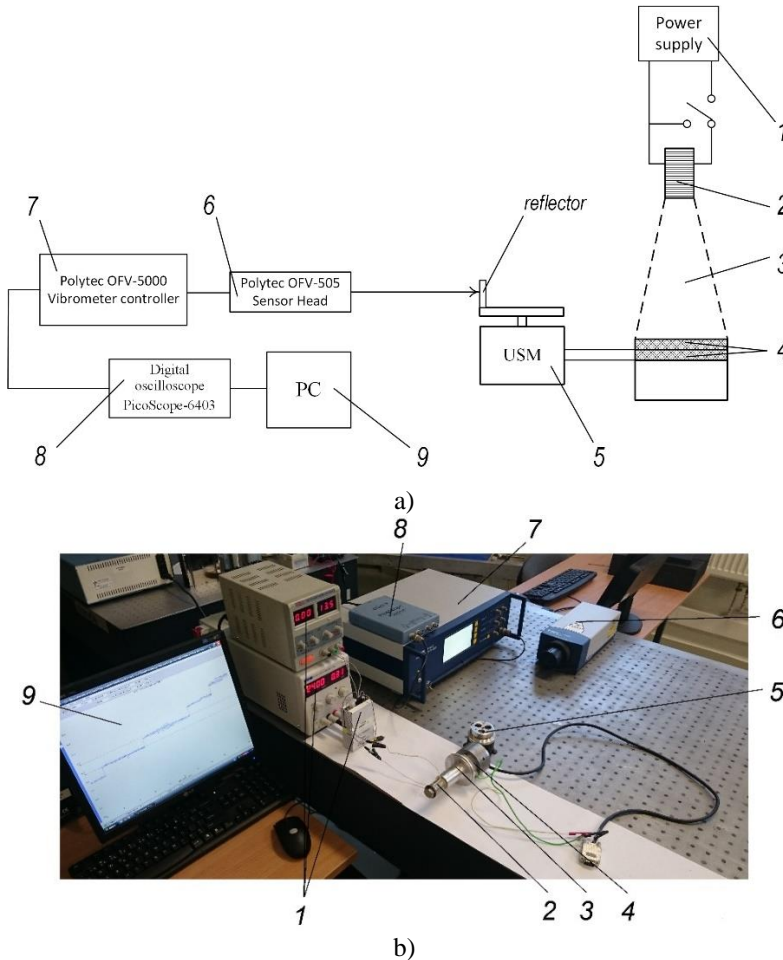 Power
supply
1
2
3
4
7
6
reflector
Polytec OFV-5000
Vibrometer controller
Polytec OFV-505
Sensor Head
USM
Digital
oscilloscope
PicoScope-6403
PC
8
9
5
a)
8
7
6
5
9
1
2
3
4
b)